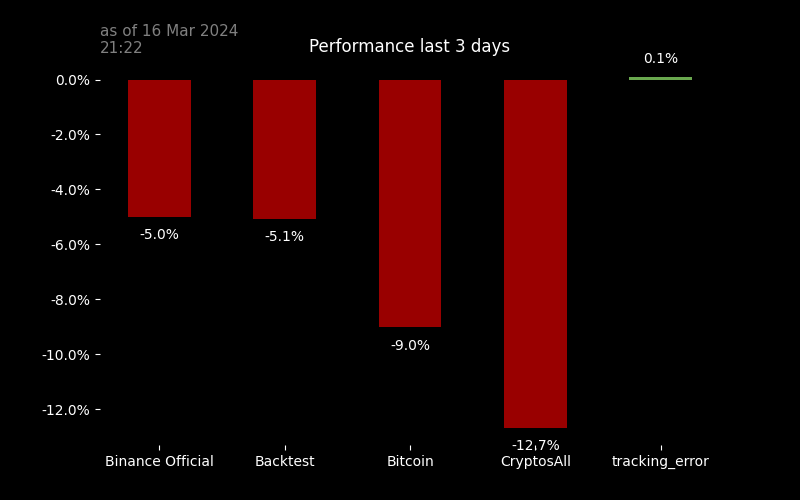 as of 16 Mar 2024
21:22
Performance last 3 days
0.1%
0.0%
-2.0%
-4.0%
-5.0%
-5.1%
-6.0%
-8.0%
-9.0%
-10.0%
-12.0%
-12.7%
Binance Official
Backtest
Bitcoin
CryptosAll
tracking_error